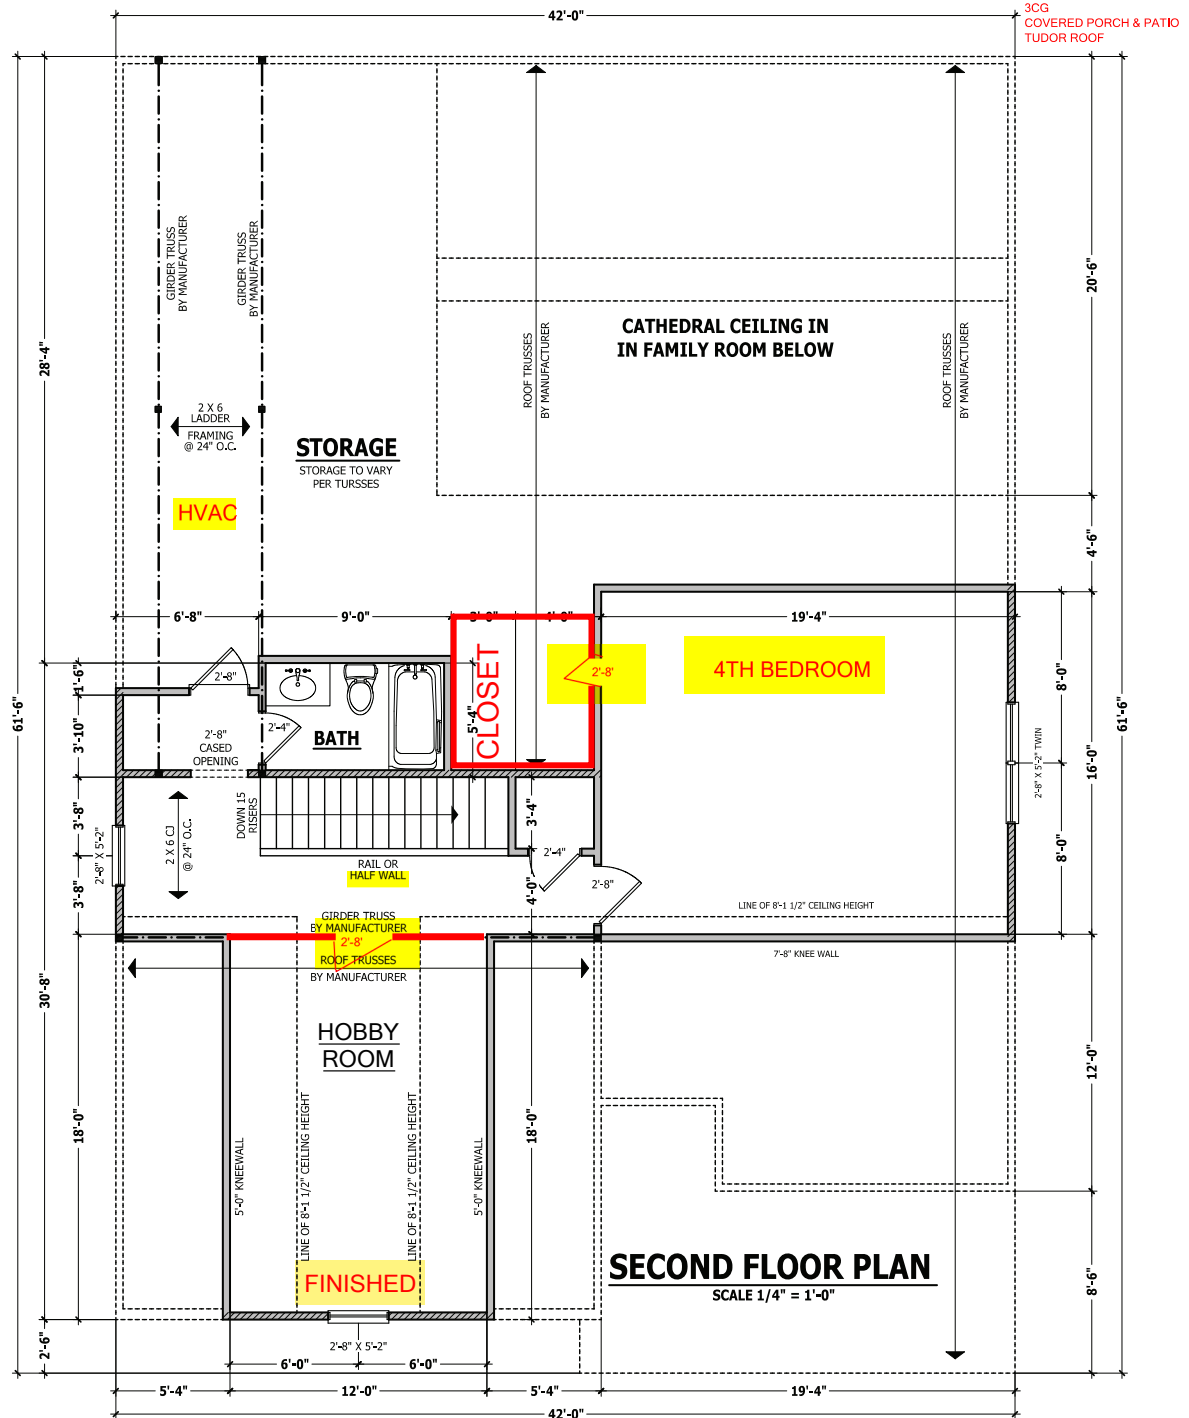 3CG
COVERED PORCH & PATIO
TUDOR ROOF
42'-0"
GIRDER TRUSS
BY MANUFACTURER
GIRDER TRUSS
BY MANUFACTURER
20'-6"
28'-4"
CATHEDRAL CEILING IN
IN FAMILY ROOM BELOW
ROOF TRUSSES
BY MANUFACTURER
ROOF TRUSSES
BY MANUFACTURER
2 X 6
LADDER
FRAMING
@ 24" O.C.
STORAGE
STORAGE TO VARY
PER TURSSES
HVAC
4'-6"
6'-8"
9'-0"
19'-4"
CLOSET
2'-8'
4TH BEDROOM
8'-0"
1'-6"
2'-8"
61'-6"
61'-6"
3'-10"
2'-8"
CASED
OPENING
2'-4"
BATH
5'-4"
16'-0"
2'-8" X 5'-2" TWIN
3'-8"
DOWN 15
RISERS
3'-4"
2 X 6 CJ
@ 24" O.C.
2'-8" X 5'-2"
RAIL OR
HALF WALL
2'-4"
8'-0"
3'-8"
4'-0"
2'-8"
LINE OF 8'-1 1/2" CEILING HEIGHT
GIRDER TRUSS
BY MANUFACTURER
2'-8'
ROOF TRUSSES
BY MANUFACTURER
7'-8" KNEE WALL
30'-8"
HOBBY
ROOM
12'-0"
18'-0"
18'-0"
5'-0" KNEEWALL
LINE OF 8'-1 1/2" CEILING HEIGHT
LINE OF 8'-1 1/2" CEILING HEIGHT
5'-0" KNEEWALL
FINISHED
SECOND FLOOR PLAN
SCALE 1/4" = 1'-0"
8'-6"
2'-6"
2'-8" X 5'-2"
6'-0"
6'-0"
5'-4"
12'-0"
5'-4"
19'-4"
42'-0"